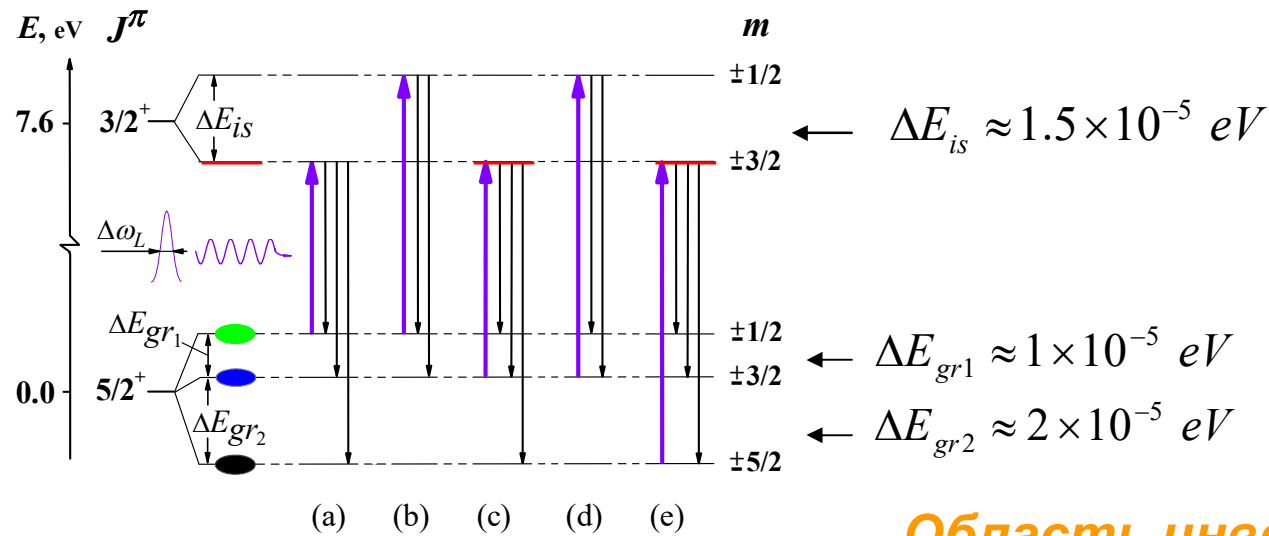 E, eV J^π m
±1/2
7.6 3/2⁺ ΔE_is ΔE_is ≈ 1.5×10⁻⁵ eV
±3/2
Δω_L
ΔE_gr₁ ±1/2
ΔE_gr1 ≈ 1×10⁻⁵ eV
0.0 5/2⁺ ±3/2
ΔE_gr₂ ΔE_gr2 ≈ 2×10⁻⁵ eV
±5/2
(a) (b) (c) (d) (e)
Область